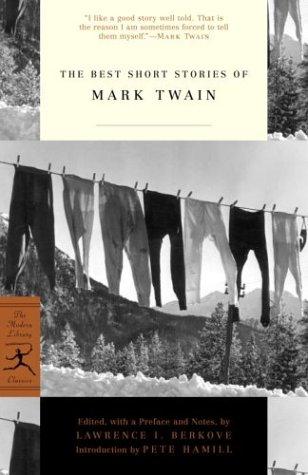 "I like a good story well told. That is
the reason I am sometimes forced to tell
them myself."—MARK TWAIN
THE BEST SHORT STORIES OF
MARK TWAIN
The
Modern
Library
Classics
Edited, with a Preface and Notes, by
LAWRENCE I. BERKOVE
Introduction by PETE HAMILL